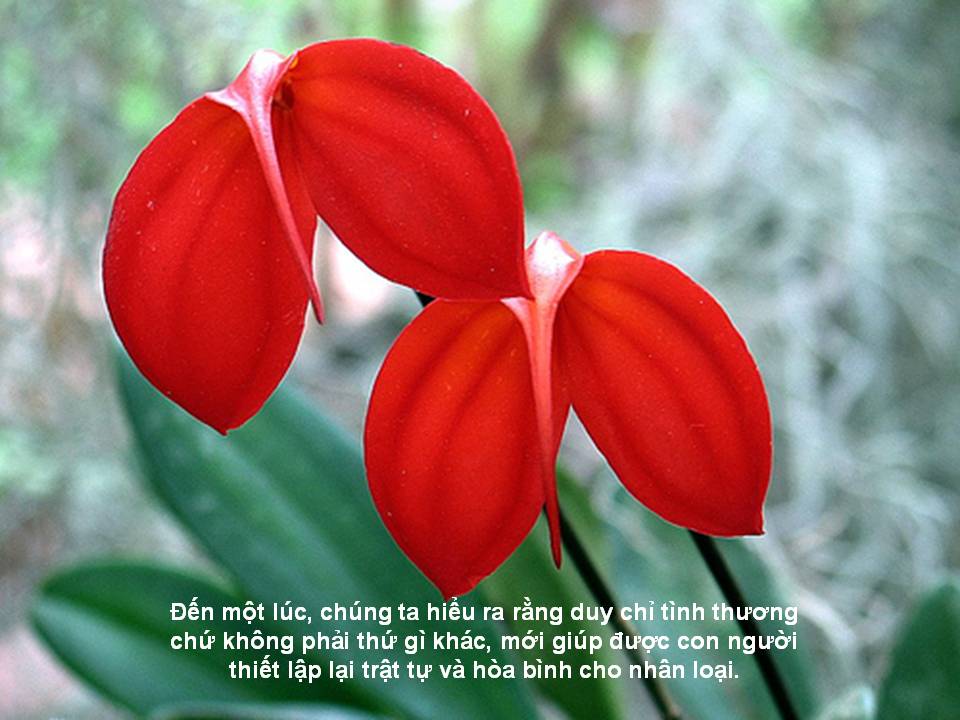 Đến một lúc, chúng ta hiểu ra rằng duy chỉ tình thương
chứ không phải thứ gì khác, mới giúp được con người
thiết lập lại trật tự và hòa bình cho nhân loại.